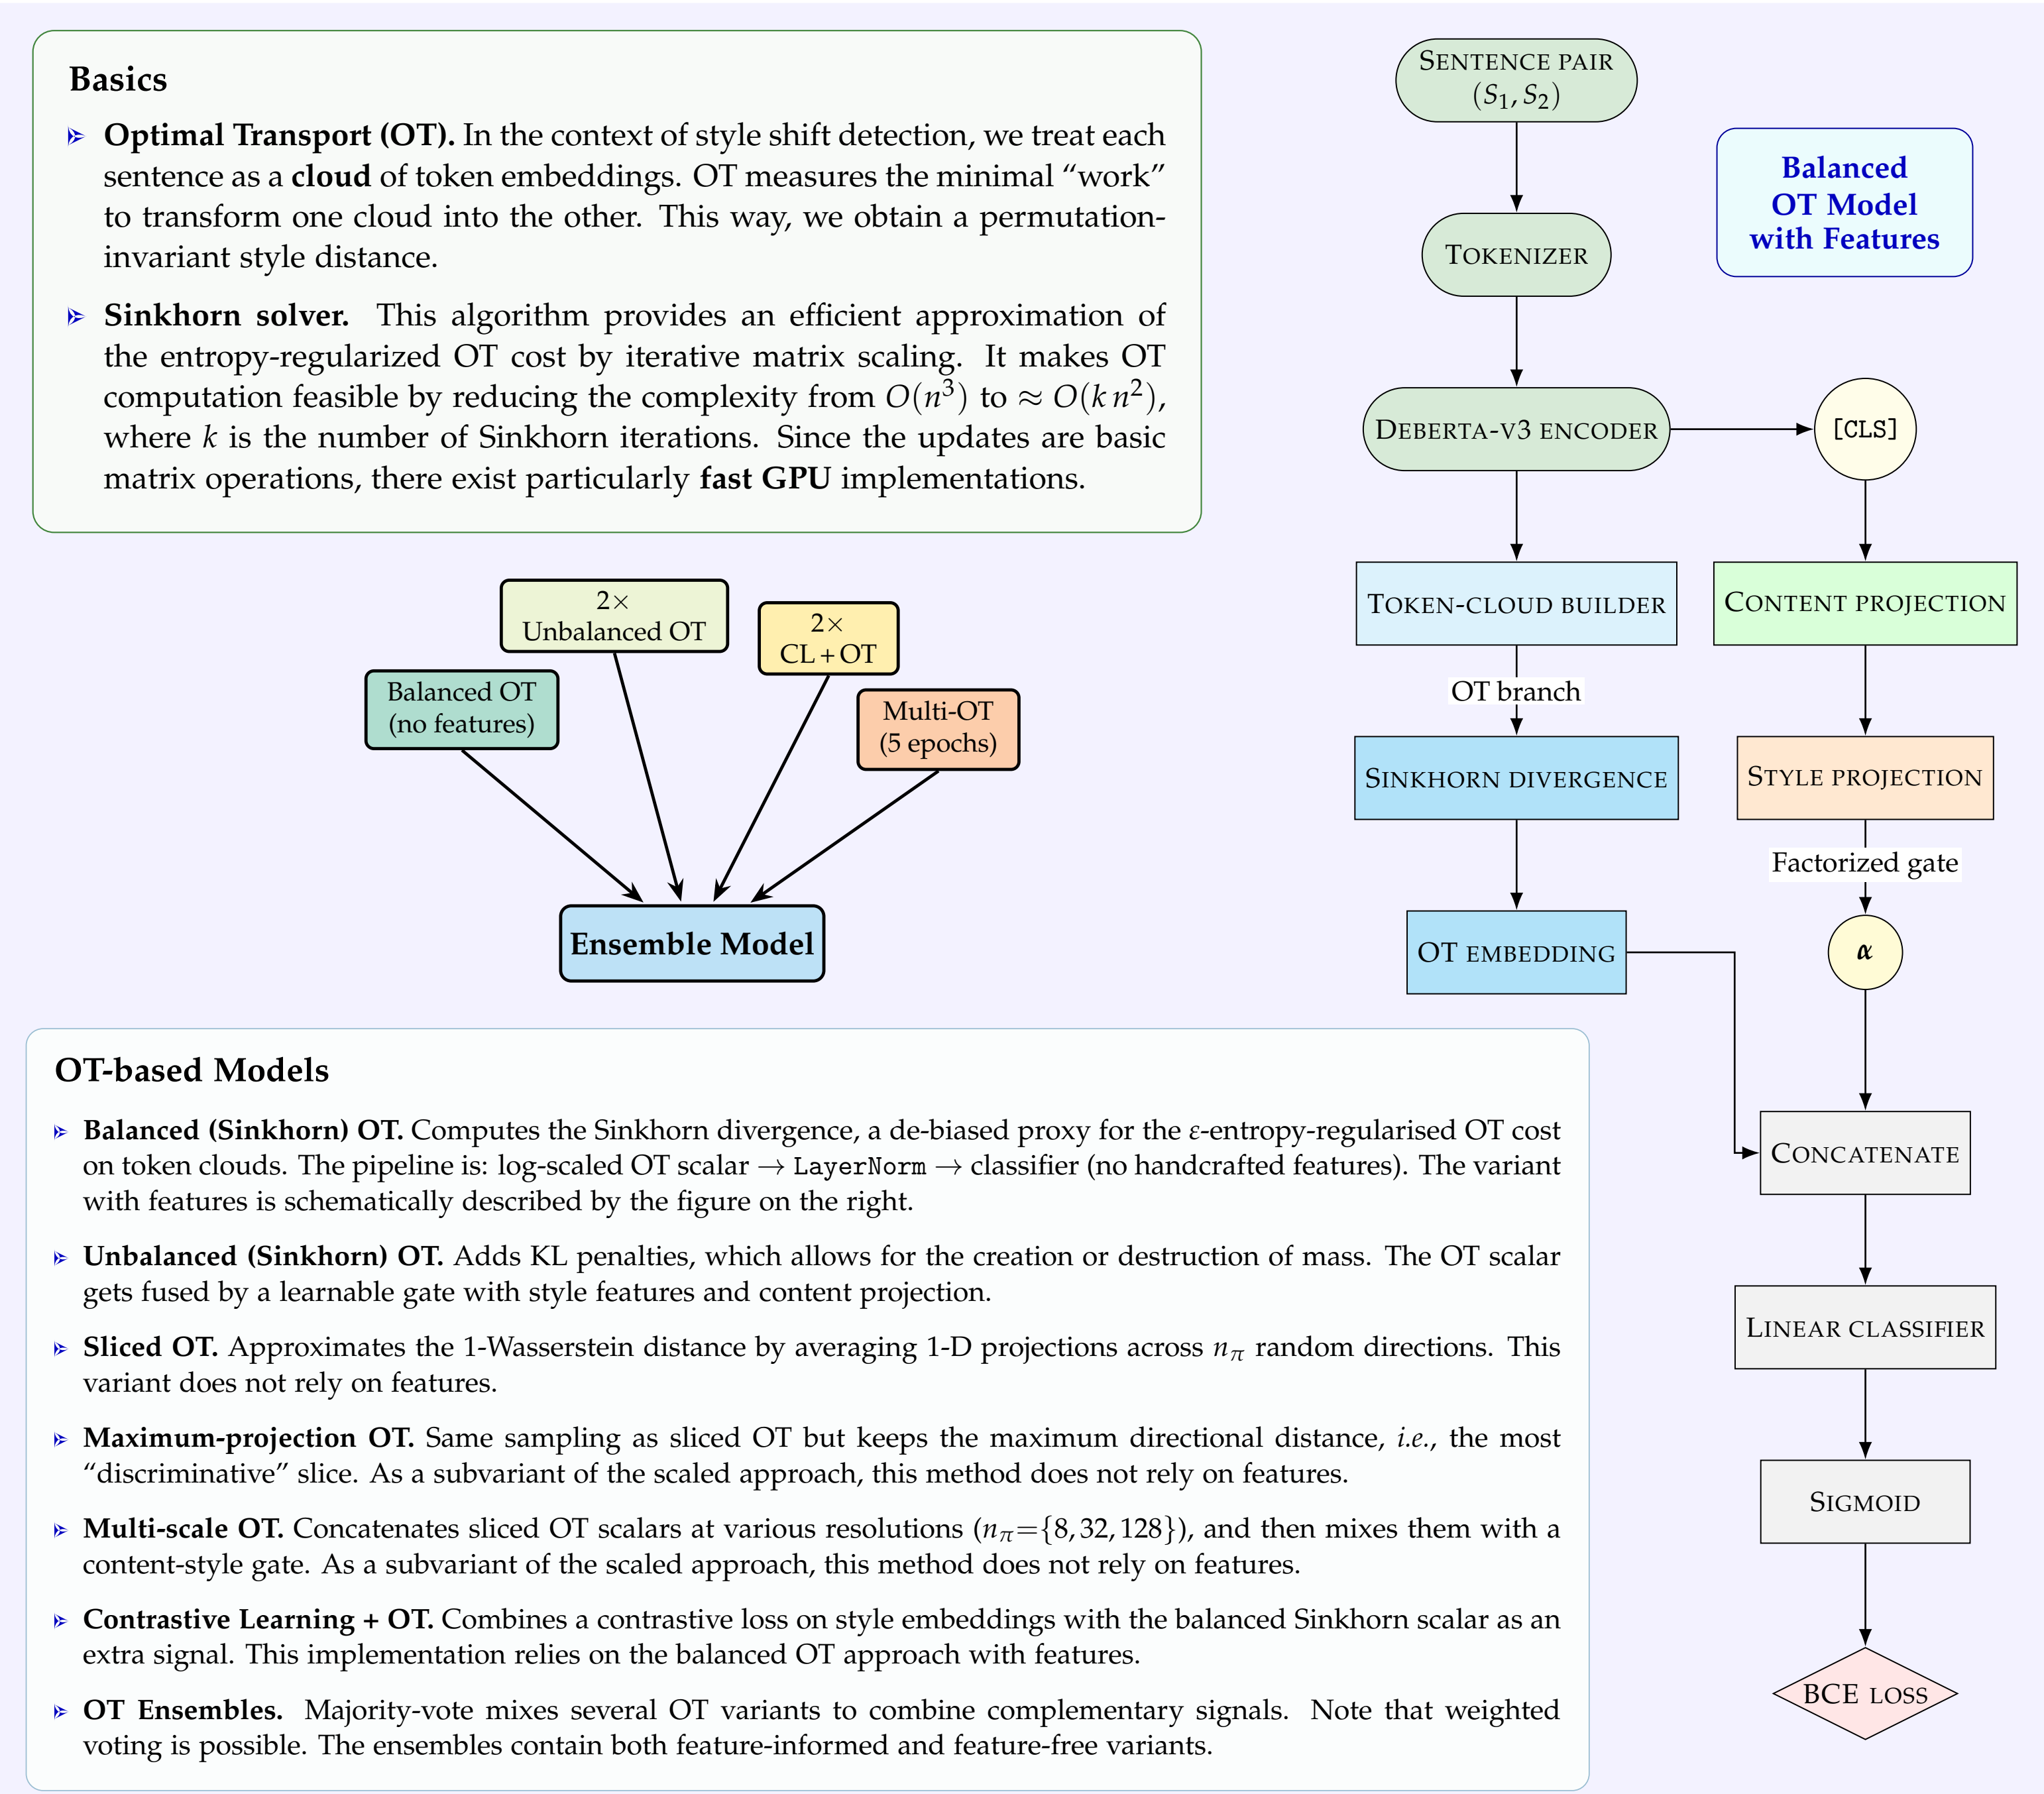 Basics
Optimal Transport (OT). In the context of style shift detection, we treat each
sentence as a cloud of token embeddings. OT measures the minimal “work”
to transform one cloud into the other. This way, we obtain a permutation-
invariant style distance.
Sinkhorn solver. This algorithm provides an efficient approximation of
the entropy-regularized OT cost by iterative matrix scaling. It makes OT
computation feasible by reducing the complexity from O(n³) to ≈ O(k n²),
where k is the number of Sinkhorn iterations. Since the updates are basic
matrix operations, there exist particularly fast GPU implementations.
2×
Unbalanced OT
2×
CL + OT
Balanced OT
(no features)
Multi-OT
(5 epochs)
Ensemble Model
OT-based Models
Balanced (Sinkhorn) OT. Computes the Sinkhorn divergence, a de-biased proxy for the ε-entropy-regularised OT cost
on token clouds. The pipeline is: log-scaled OT scalar → LayerNorm → classifier (no handcrafted features). The variant
with features is schematically described by the figure on the right.
Unbalanced (Sinkhorn) OT. Adds KL penalties, which allows for the creation or destruction of mass. The OT scalar
gets fused by a learnable gate with style features and content projection.
Sliced OT. Approximates the 1-Wasserstein distance by averaging 1-D projections across n_π random directions. This
variant does not rely on features.
Maximum-projection OT. Same sampling as sliced OT but keeps the maximum directional distance, i.e., the most
“discriminative” slice. As a subvariant of the scaled approach, this method does not rely on features.
Multi-scale OT. Concatenates sliced OT scalars at various resolutions (n_π={8, 32, 128}), and then mixes them with a
content-style gate. As a subvariant of the scaled approach, this method does not rely on features.
Contrastive Learning + OT. Combines a contrastive loss on style embeddings with the balanced Sinkhorn scalar as an
extra signal. This implementation relies on the balanced OT approach with features.
OT Ensembles. Majority-vote mixes several OT variants to combine complementary signals. Note that weighted
voting is possible. The ensembles contain both feature-informed and feature-free variants.
SENTENCE PAIR
(S₁, S₂)
Balanced
OT Model
with Features
TOKENIZER
DEBERTA-V3 ENCODER
[CLS]
TOKEN-CLOUD BUILDER
CONTENT PROJECTION
OT branch
SINKHORN DIVERGENCE
STYLE PROJECTION
Factorized gate
OT EMBEDDING
α
CONCATENATE
LINEAR CLASSIFIER
SIGMOID
BCE LOSS